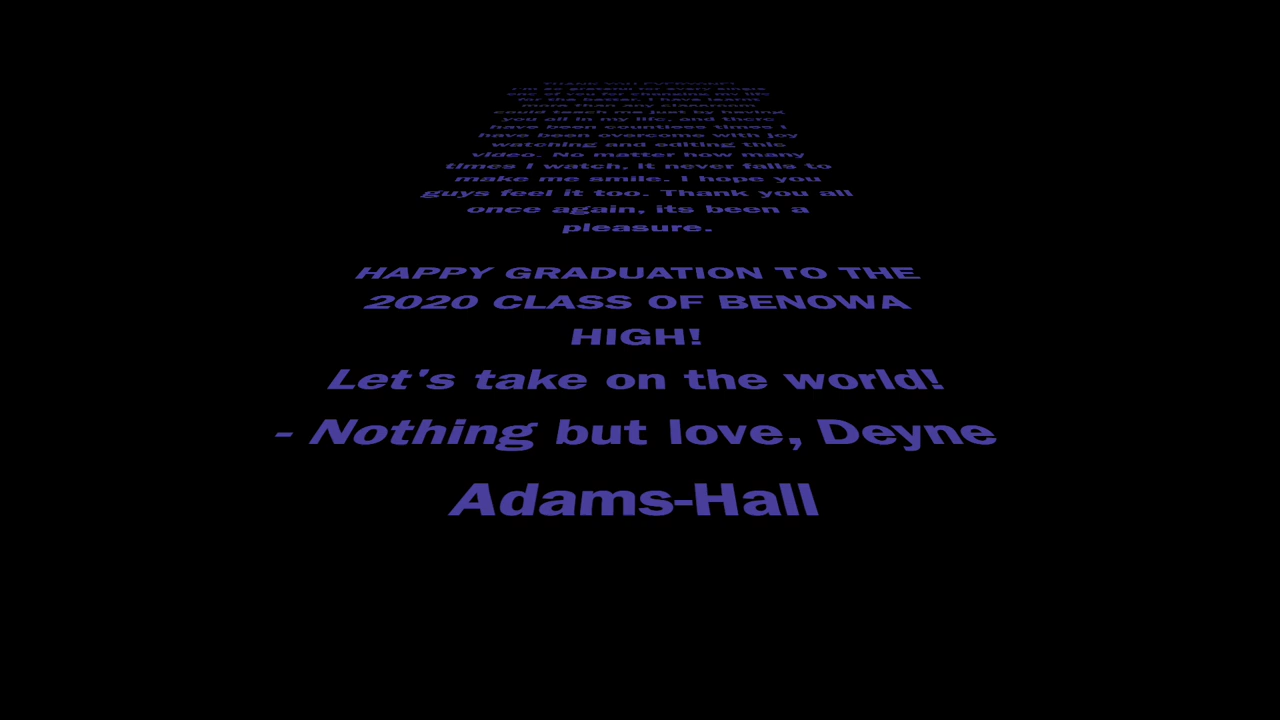 THANK YOU EVERYONE!
I'm so grateful for every single
one of you for changing my life
for the better. I have learnt
more than any classroom
could teach me just by having
you all in my life, and there
have been countless times I
have been overcome with joy
watching and editing this
video. No matter how many
times I watch, it never fails to
make me smile. I hope you
guys feel it too. Thank you all
once again, its been a
pleasure.
HAPPY GRADUATION TO THE
2020 CLASS OF BENOWA
HIGH!
Let's take on the world!
- Nothing but love, Deyne
Adams-Hall